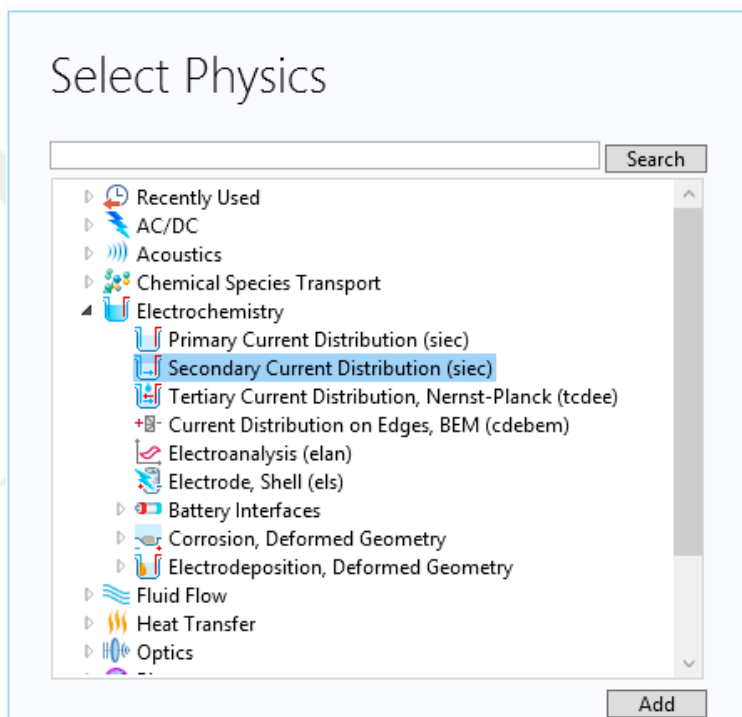 Select Physics
Search
Recently Used
AC/DC
Acoustics
Chemical Species Transport
Electrochemistry
Primary Current Distribution (siec)
Secondary Current Distribution (siec)
Tertiary Current Distribution, Nernst-Planck (tcdee)
Current Distribution on Edges, BEM (cdebem)
Electroanalysis (elan)
Electrode, Shell (els)
Battery Interfaces
Corrosion, Deformed Geometry
Electrodeposition, Deformed Geometry
Fluid Flow
Heat Transfer
Optics
Add